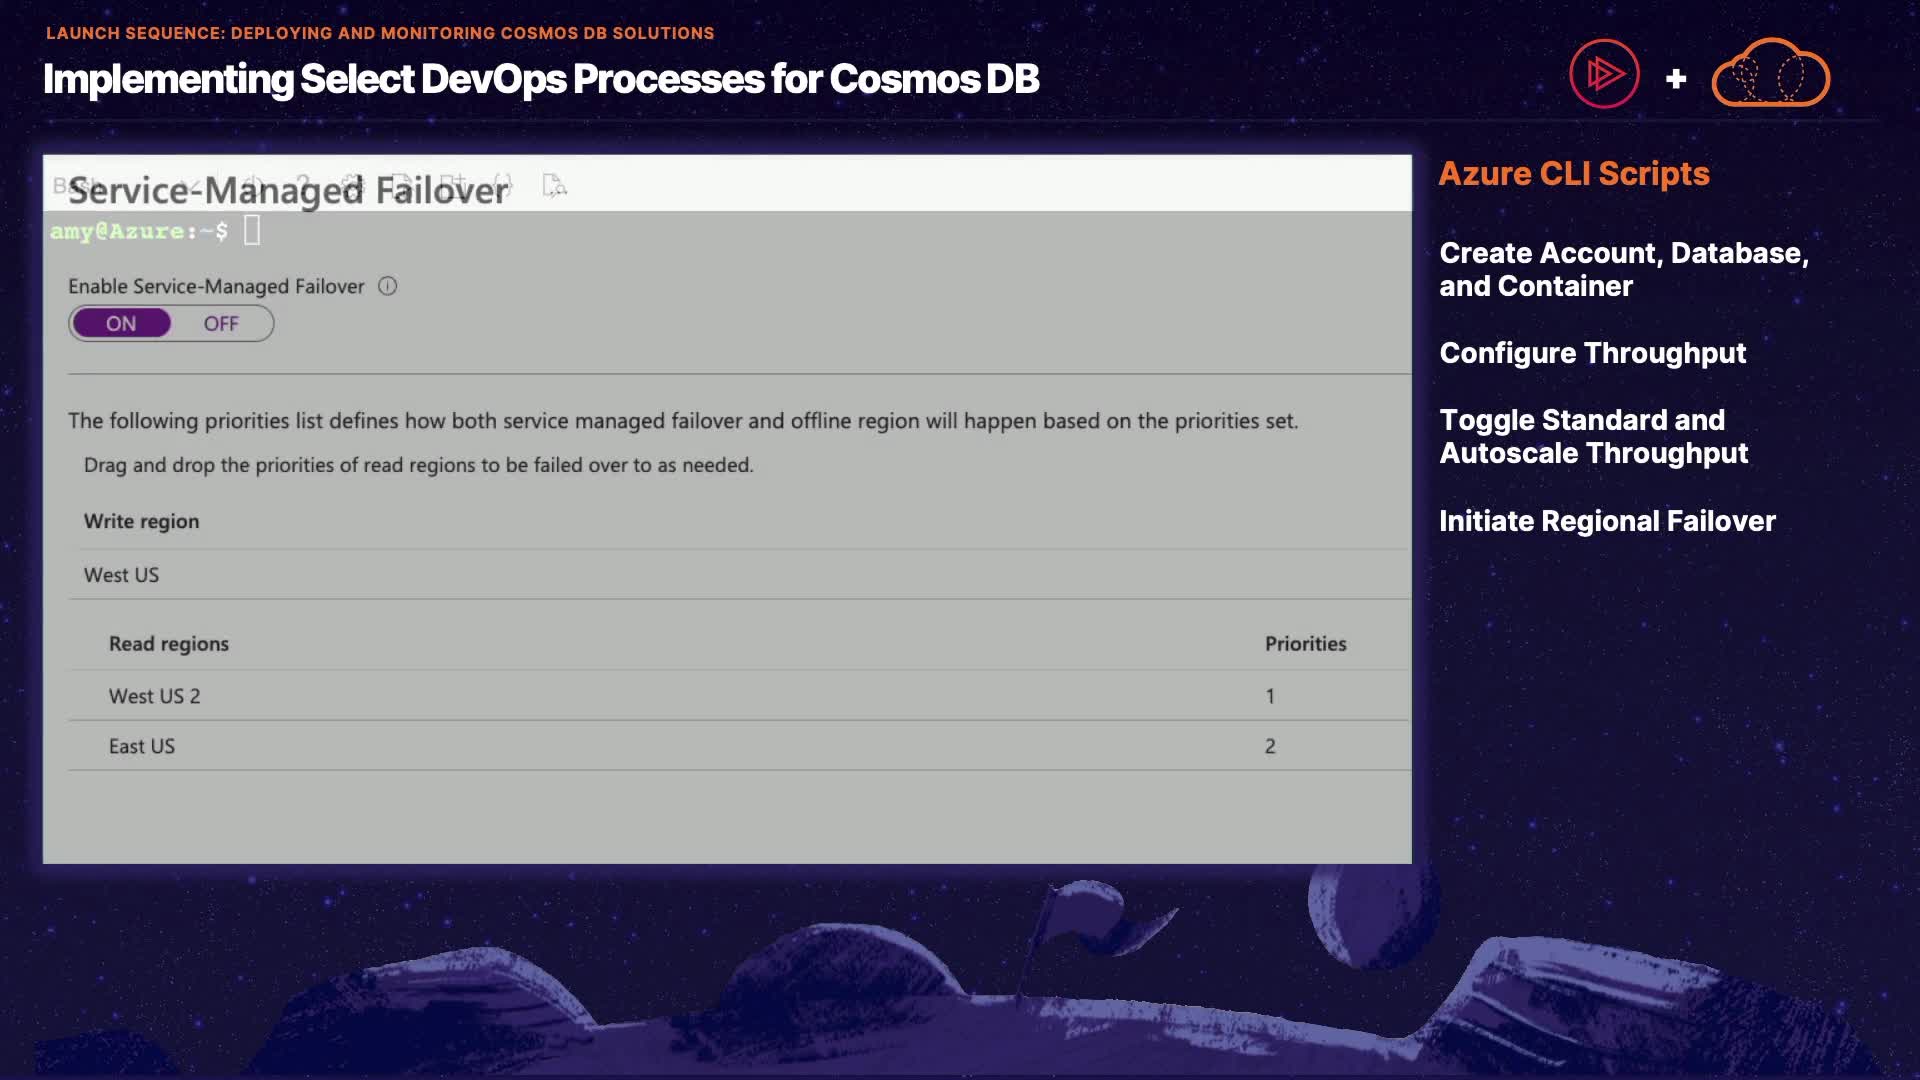 LAUNCH SEQUENCE: DEPLOYING AND MONITORING COSMOS DB SOLUTIONS
Implementing Select DevOps Processes for Cosmos DB
+
Bash
Service-Managed Failover
amy@Azure:~$
Enable Service-Managed Failover
ON OFF
The following priorities list defines how both service managed failover and offline region will happen based on the priorities set.
Drag and drop the priorities of read regions to be failed over to as needed.
Write region
West US
Read regions Priorities
West US 2 1
East US 2
Azure CLI Scripts
Create Account, Database,
and Container
Configure Throughput
Toggle Standard and
Autoscale Throughput
Initiate Regional Failover